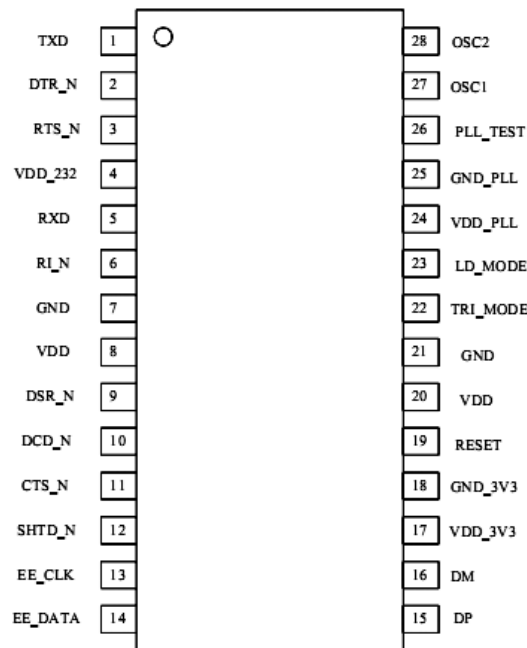 TXD 1 28 OSC2
DTR_N 2 27 OSC1
RTS_N 3 26 PLL_TEST
VDD_232 4 25 GND_PLL
RXD 5 24 VDD_PLL
RI_N 6 23 LD_MODE
GND 7 22 TRI_MODE
VDD 8 21 GND
DSR_N 9 20 VDD
DCD_N 10 19 RESET
CTS_N 11 18 GND_3V3
SHTD_N 12 17 VDD_3V3
EE_CLK 13 16 DM
EE_DATA 14 15 DP